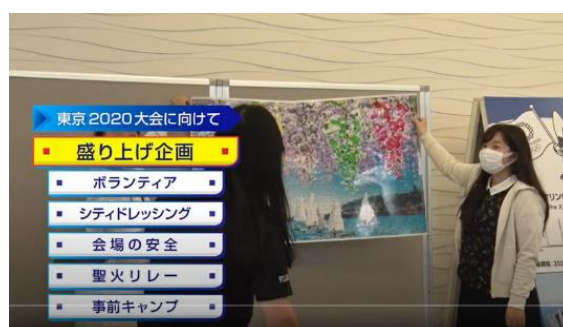 東京2020大会に向けて
盛り上げ企画
ボランティア
シティドレッシング
会場の安全
聖火リレー
事前キャンプ